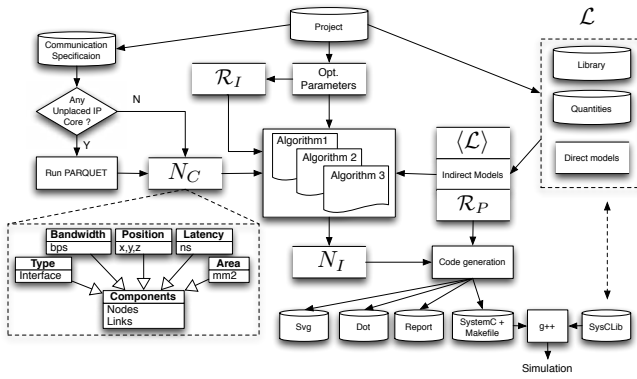 Project
ℒ
Communication
Specificaion
Library
ℛ_I
Opt.
Parameters
Any
Unplaced IP
Core ?
N
Quantities
Y
Algorithm1
Algorithm 2
Algorithm 3
⟨ℒ⟩
Indirect Models
ℛ_P
Direct models
Run PARQUET
N_C
Bandwidth
bps
Position
x,y,z
Latency
ns
Type
Interface
Area
mm2
Components
Nodes
Links
N_I
Code generation
Svg
Dot
Report
SystemC +
Makefile
g++
SysCLib
Simulation